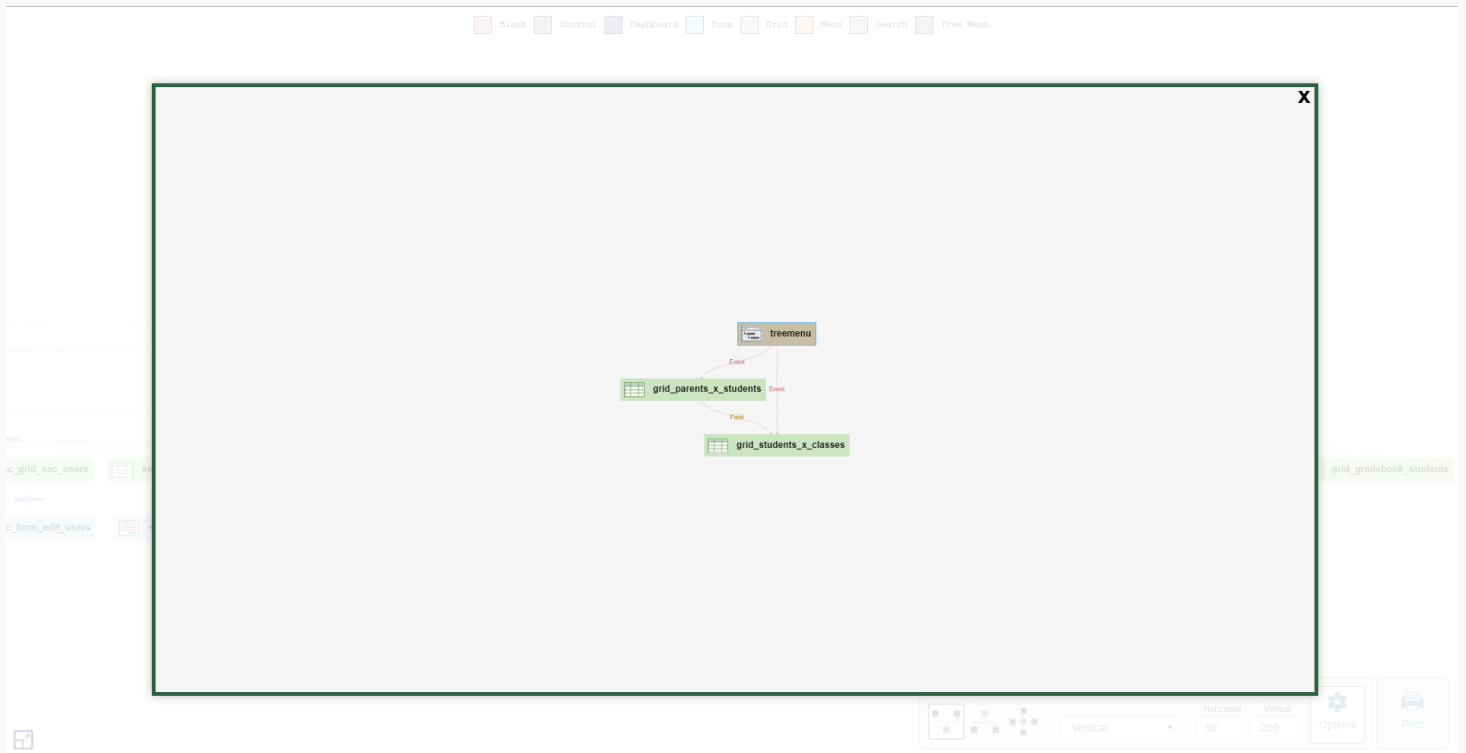 Blank Control Dashboard Form Grid Menu Search Tree Menu
X
treemenu
Event
grid_parents_x_students Event
Field
grid_students_x_classes
c_grid_sec_users
grid_gradebook_students
Application
c_form_edit_users
Horizontal Vertical
Vertical 50 200 Options Print